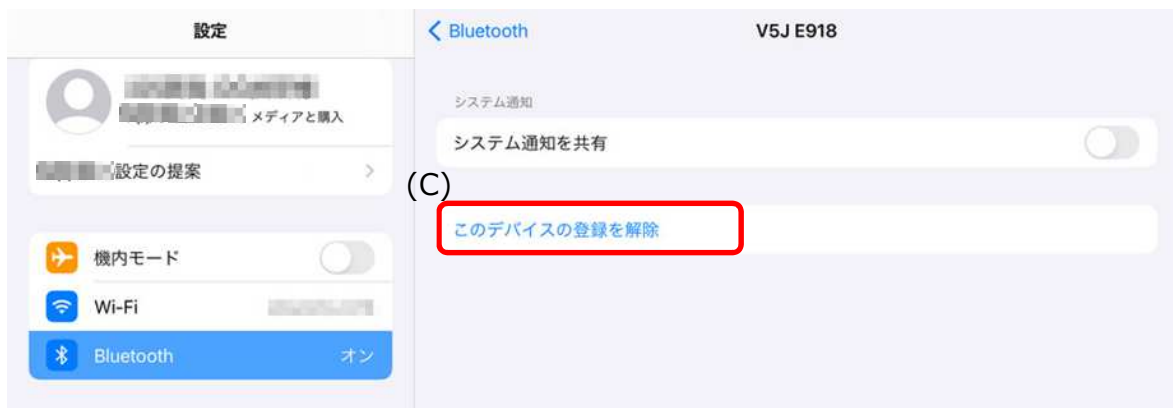 設定
メディアと購入
設定の提案
機内モード
Wi-Fi
Bluetooth オン
Bluetooth
V5J E918
システム通知
システム通知を共有
(C)
このデバイスの登録を解除